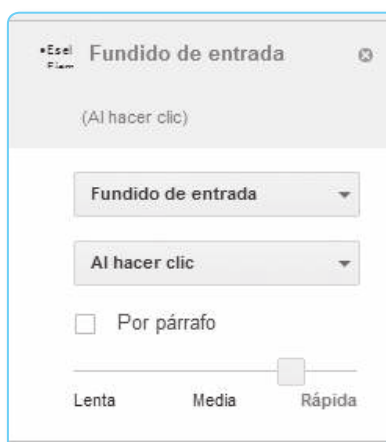 Fundido de entrada
(Al hacer clic)
Fundido de entrada
Al hacer clic
Por párrafo
Lenta Media Rápida